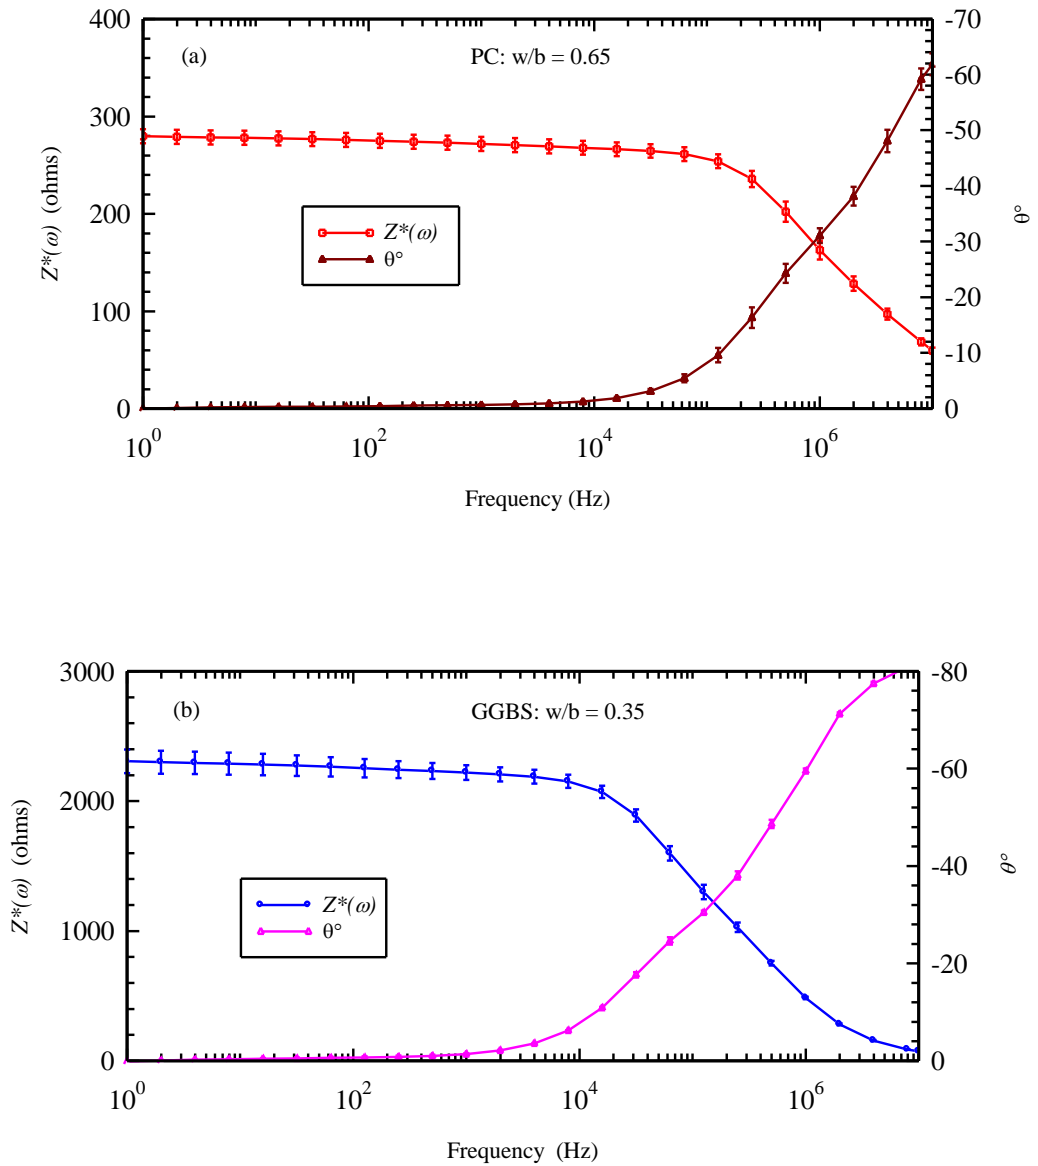 400
-70
(a)
PC: w/b = 0.65
-60
300
-50
-40
200
Z*(ω) (ohms)
θ°
Z*(ω)
-30
θ°
-20
100
-10
0
0
10^0
10^2
10^4
10^6
Frequency (Hz)
3000
-80
(b)
GGBS: w/b = 0.35
-60
2000
-40
Z*(ω) (ohms)
θ°
Z*(ω)
1000
θ°
-20
0
0
10^0
10^2
10^4
10^6
Frequency (Hz)